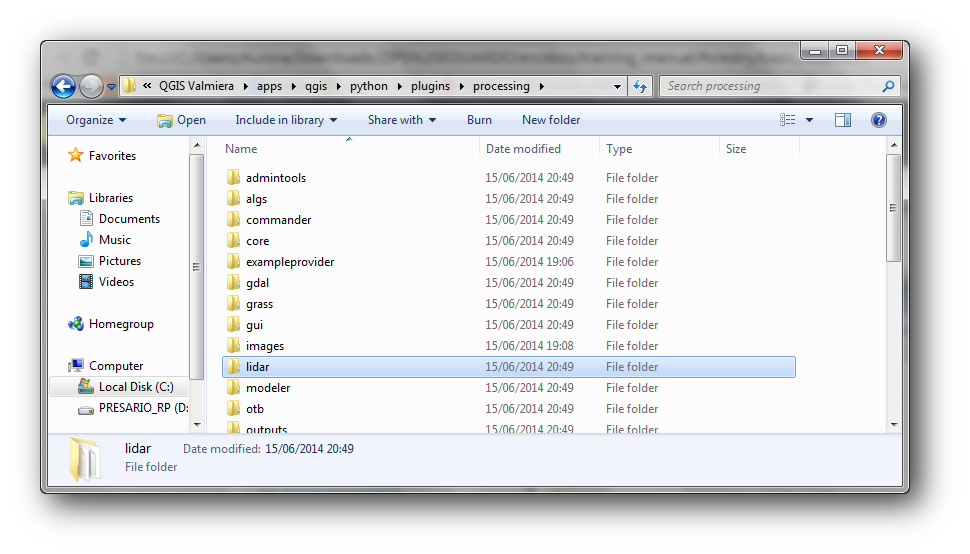 « QGIS Valmiera ▸ apps ▸ qgis ▸ python ▸ plugins ▸ processing ▸
Search processing
Organize ▾ Open Include in library ▾ Share with ▾ Burn New folder
Favorites
Libraries
Documents
Music
Pictures
Videos
Homegroup
Computer
Local Disk (C:)
PRESARIO_RP (D:
Name Date modified Type Size
admintools 15/06/2014 20:49 File folder
algs 15/06/2014 20:49 File folder
commander 15/06/2014 20:49 File folder
core 15/06/2014 20:49 File folder
exampleprovider 15/06/2014 19:06 File folder
gdal 15/06/2014 20:49 File folder
grass 15/06/2014 20:49 File folder
gui 15/06/2014 20:49 File folder
images 15/06/2014 19:08 File folder
lidar 15/06/2014 20:49 File folder
modeler 15/06/2014 20:49 File folder
otb 15/06/2014 20:49 File folder
outputs 15/06/2014 20:49 File folder
lidar Date modified: 15/06/2014 20:49
File folder